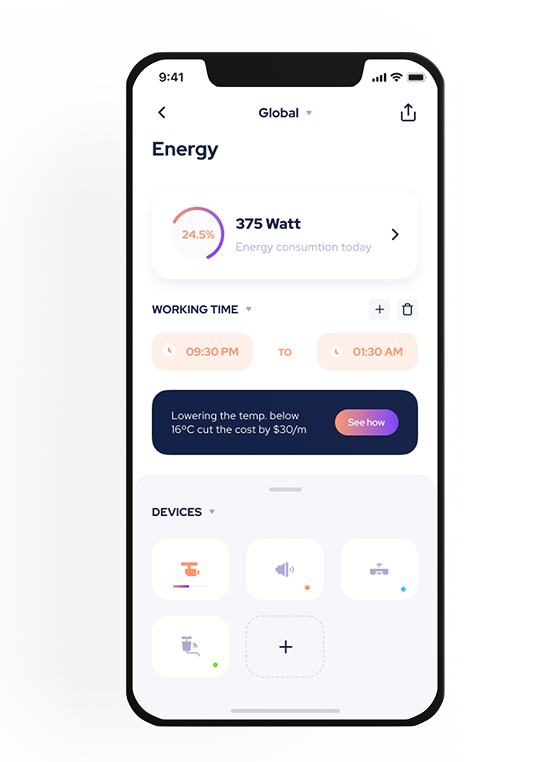 9:41
Global
Energy
24.5%
375 Watt
Energy consumtion today
WORKING TIME
09:30 PM
TO
01:30 AM
Lowering the temp. below
16°C cut the cost by $30/m
See how
DEVICES